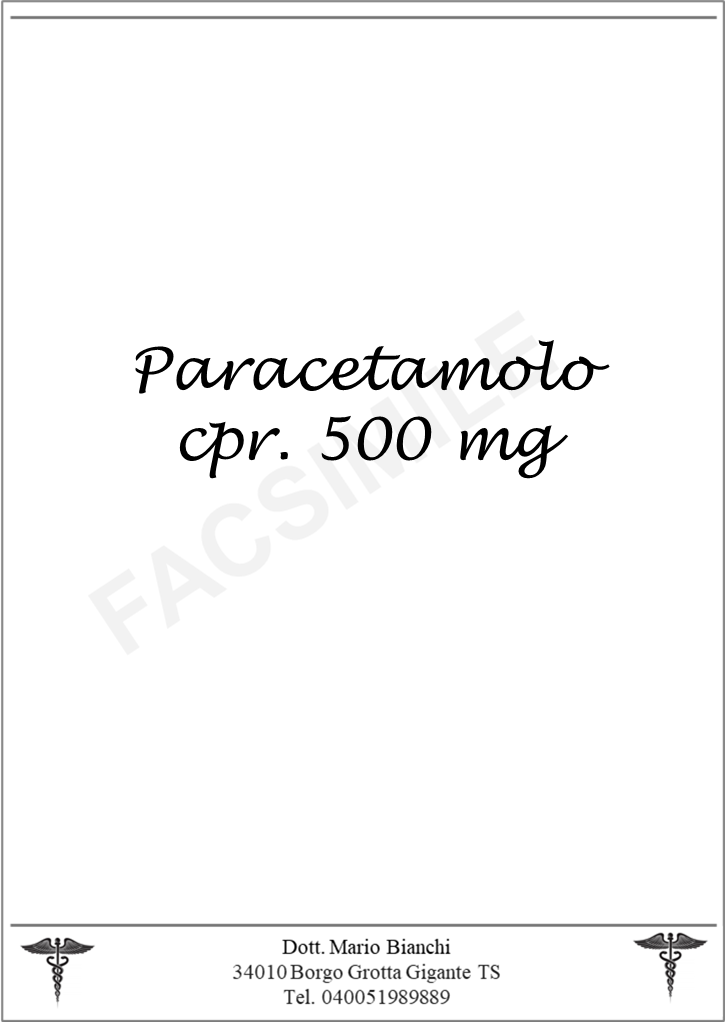 Paracetamolo
cpr. 500 mg
FACSIMILE
Dott. Mario Bianchi
34010 Borgo Grotta Gigante TS
Tel. 040051989889